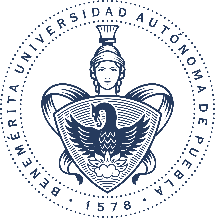 BENEMÉRITA UNIVERSIDAD AUTÓNOMA DE PUEBLA
· 1578 ·